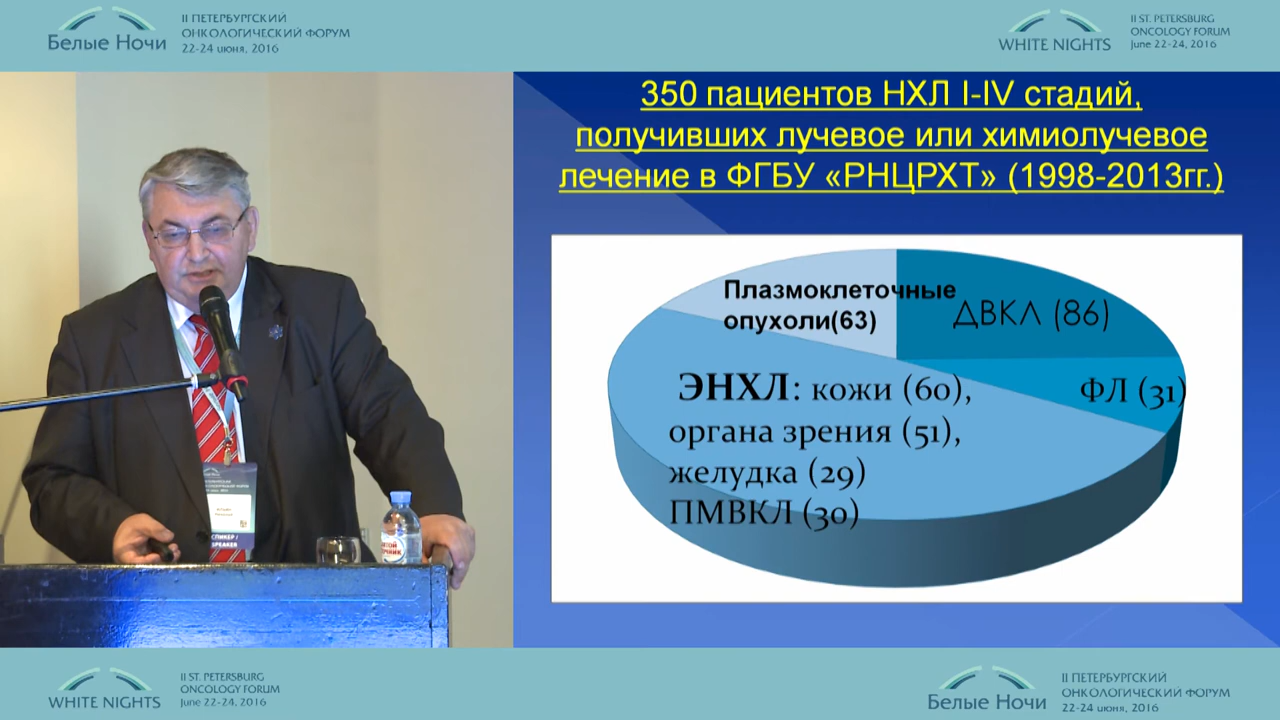 Белые Ночи
II ПЕТЕРБУРГСКИЙ
ОНКОЛОГИЧЕСКИЙ ФОРУМ
22-24 июня, 2016
WHITE NIGHTS
II ST. PETERSBURG
ONCOLOGY FORUM
June 22-24, 2016
350 пациентов НХЛ I-IV стадий,
получивших лучевое или химиолучевое
лечение в ФГБУ «РНЦРХТ» (1998-2013гг.)
Плазмоклеточные
опухоли(63)
ДВКЛ (86)
ФЛ (31)
ЭНХЛ: кожи (60),
органа зрения (51),
желудка (29)
ПМВКЛ (30)
СПИКЕР /
SPEAKER
WHITE NIGHTS
II ST. PETERSBURG
ONCOLOGY FORUM
June 22-24, 2016
Белые Ночи
II ПЕТЕРБУРГСКИЙ
ОНКОЛОГИЧЕСКИЙ ФОРУМ
22-24 июня, 2016